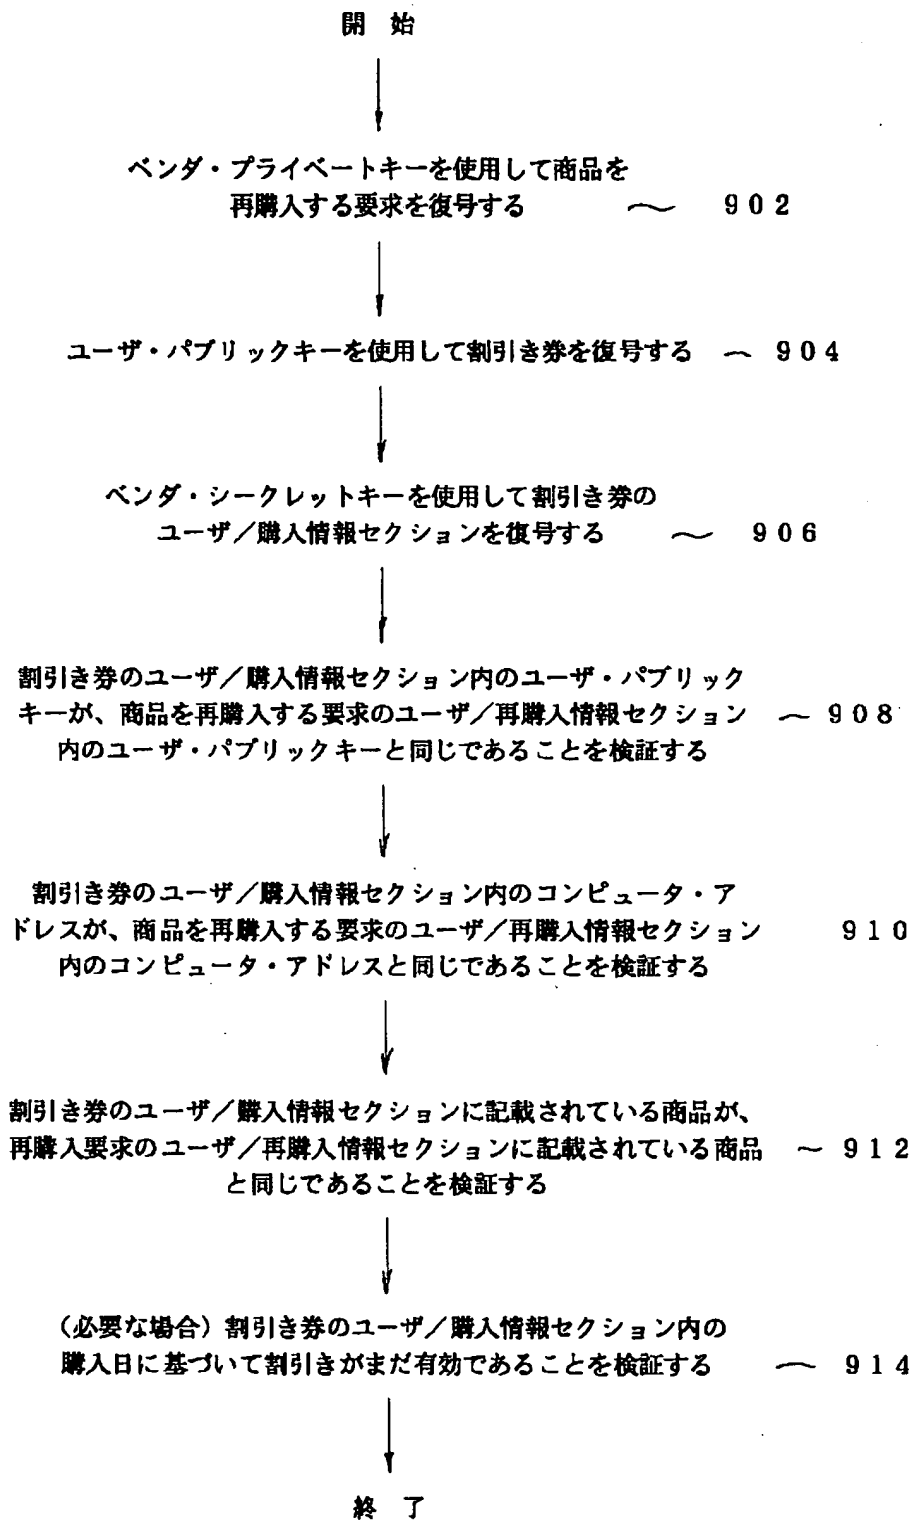 開 始
ベンダ・プライベートキーを使用して商品を
再購入する要求を復号する ～ 902
ユーザ・パブリックキーを使用して割引き券を復号する ～ 904
ベンダ・シークレットキーを使用して割引き券の
ユーザ／購入情報セクションを復号する ～ 906
割引き券のユーザ／購入情報セクション内のユーザ・パブリック
キーが、商品を再購入する要求のユーザ／再購入情報セクション ～ 908
内のユーザ・パブリックキーと同じであることを検証する
割引き券のユーザ／購入情報セクション内のコンピュータ・ア
ドレスが、商品を再購入する要求のユーザ／再購入情報セクション 910
内のコンピュータ・アドレスと同じであることを検証する
割引き券のユーザ／購入情報セクションに記載されている商品が、
再購入要求のユーザ／再購入情報セクションに記載されている商品 ～ 912
と同じであることを検証する
（必要な場合）割引き券のユーザ／購入情報セクション内の
購入日に基づいて割引きがまだ有効であることを検証する ～ 914
終 了